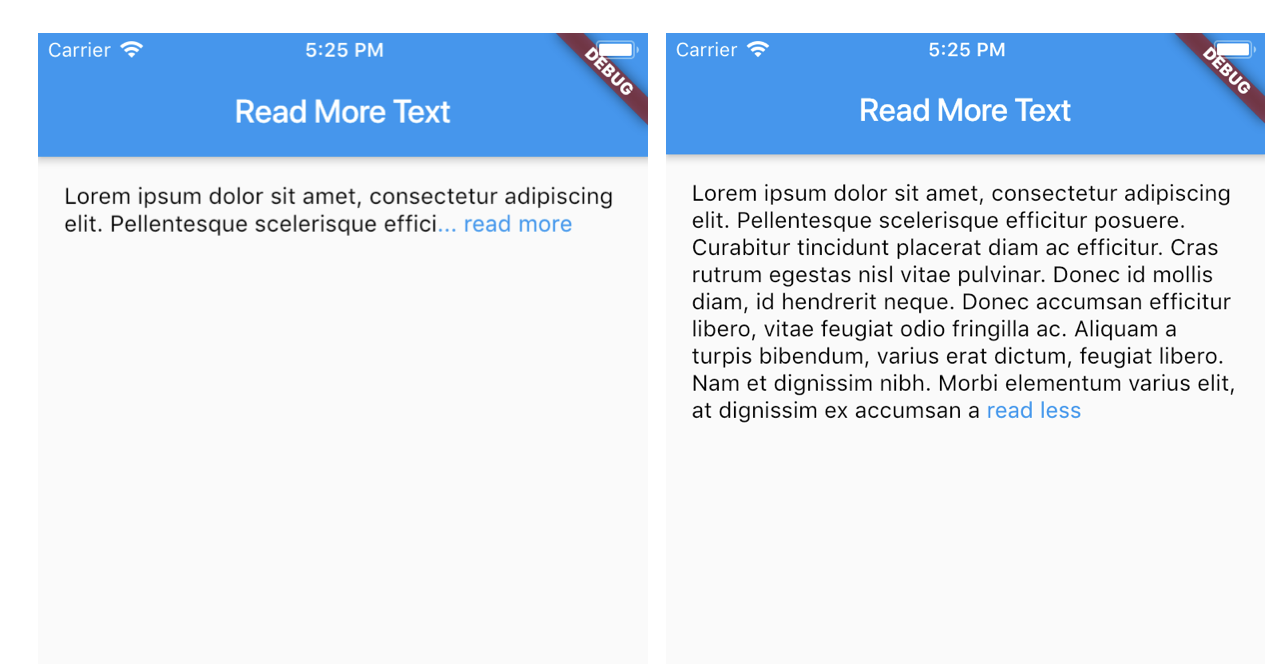 Carrier 5:25 PM
DEBUG
Read More Text
Lorem ipsum dolor sit amet, consectetur adipiscing
elit. Pellentesque scelerisque effici... read more
Carrier 5:25 PM
DEBUG
Read More Text
Lorem ipsum dolor sit amet, consectetur adipiscing
elit. Pellentesque scelerisque efficitur posuere.
Curabitur tincidunt placerat diam ac efficitur. Cras
rutrum egestas nisl vitae pulvinar. Donec id mollis
diam, id hendrerit neque. Donec accumsan efficitur
libero, vitae feugiat odio fringilla ac. Aliquam a
turpis bibendum, varius erat dictum, feugiat libero.
Nam et dignissim nibh. Morbi elementum varius elit,
at dignissim ex accumsan a read less